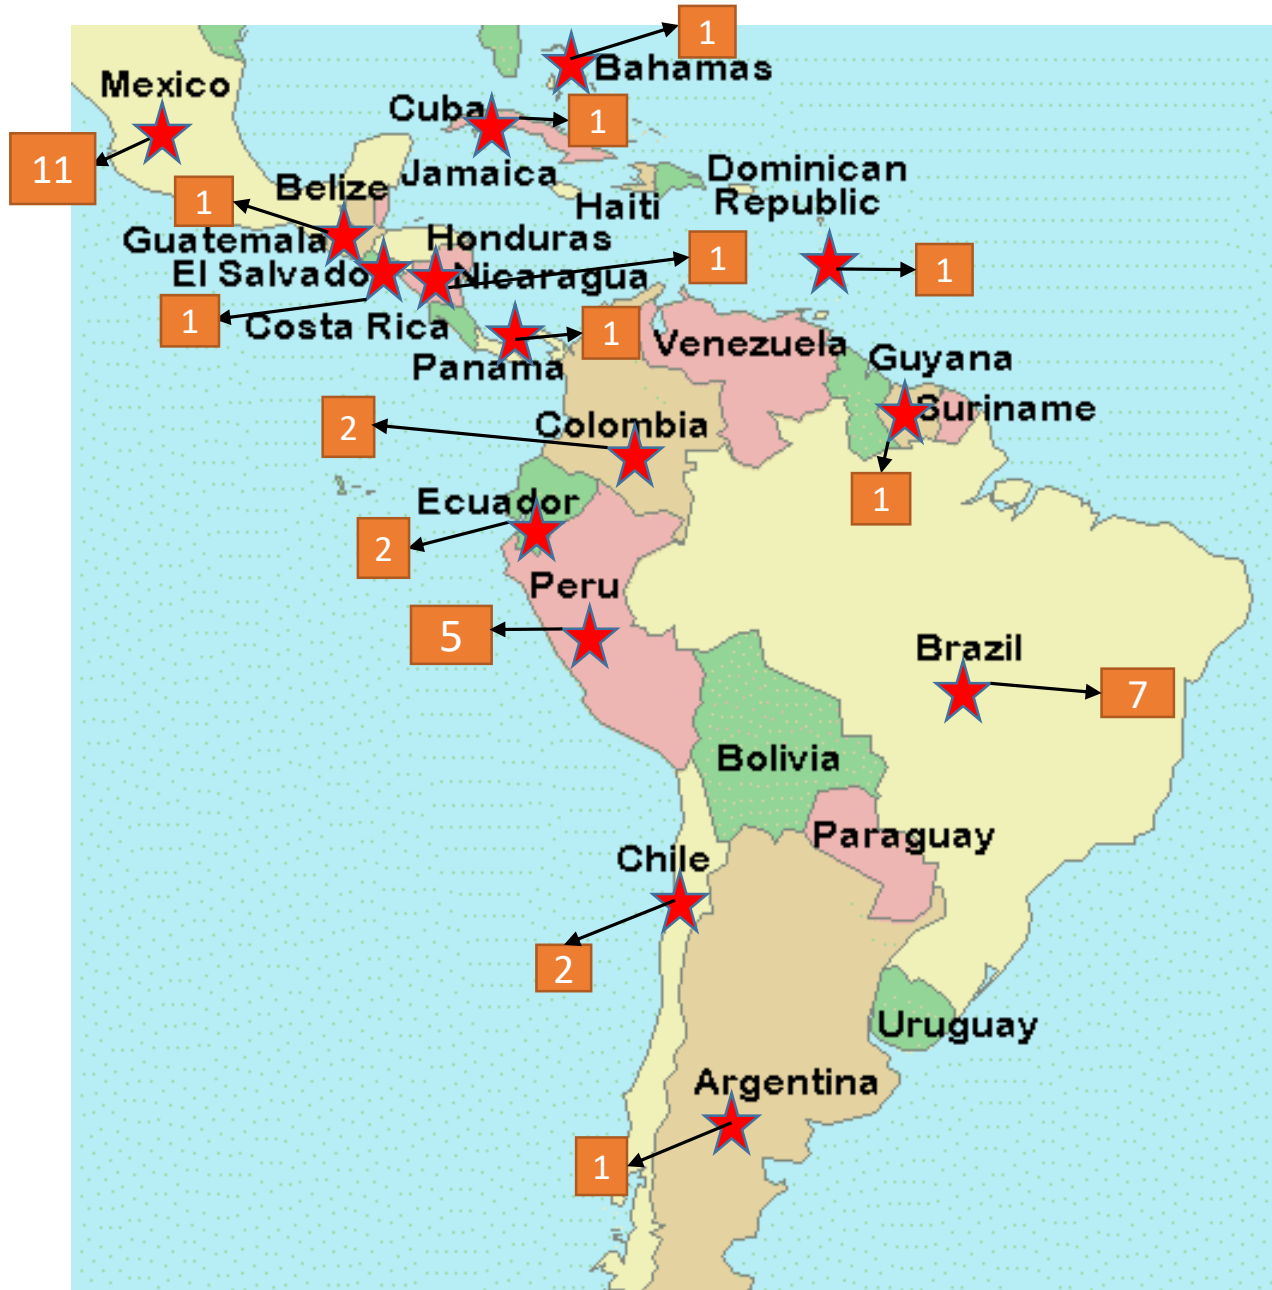 1
Bahamas
Mexico
Cuba
1
11
Jamaica
Dominican
Republic
Haiti
Belize
1
Guatemala
Honduras
El Salvado
Nicaragua
1
1
1
Costa Rica
1
Panama
Venezuela
Guyana
Suriname
1
2
Colombia
Ecuador
2
Peru
5
Brazil
7
Bolivia
Paraguay
Chile
2
Uruguay
Argentina
1